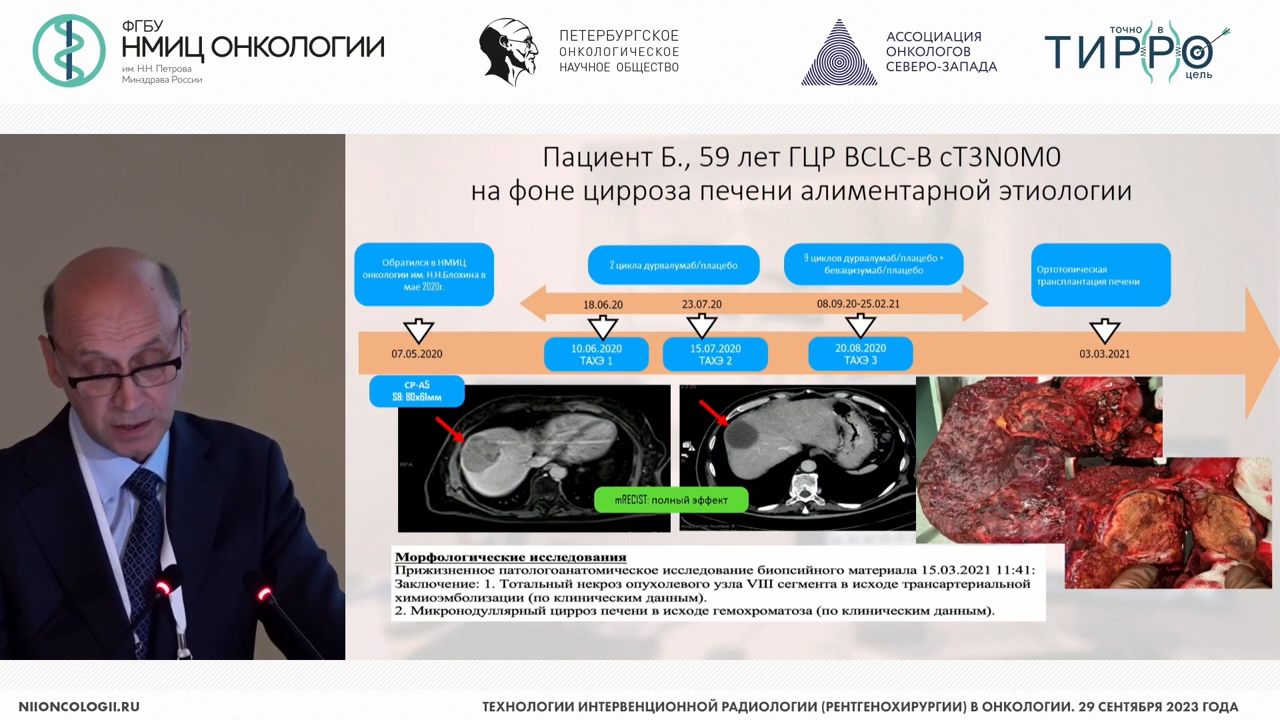 ФГБУ
НМИЦ ОНКОЛОГИИ
им. Н.Н. Петрова
Минздрава России
ПЕТЕРБУРГСКОЕ
ОНКОЛОГИЧЕСКОЕ
НАУЧНОЕ ОБЩЕСТВО
АССОЦИАЦИЯ
ОНКОЛОГОВ
СЕВЕРО-ЗАПАДА
ТОЧНО В
ТИРРО
цель
Пациент Б., 59 лет ГЦР BCLC-B cT3N0M0
на фоне цирроза печени алиментарной этиологии
Обратился в НМИЦ
онкологии им. Н.Н.Блохина в
мае 2020г.
2 цикла дурвалумаб/плацебо
9 циклов дурвалумаб/плацебо +
бевацизумаб/плацебо
Ортотопическая
трансплантация печени
18.06.20
23.07.20
08.09.20-25.02.21
07.05.2020
10.06.2020
ТАХЭ 1
15.07.2020
ТАХЭ 2
20.08.2020
ТАХЭ 3
03.03.2021
CP-A5
S8: 80x61мм
mRECIST: полный эффект
Морфологические исследования
Прижизненное патологоанатомическое исследование биопсийного материала 15.03.2021 11:41:
Заключение: 1. Тотальный некроз опухолевого узла VIII сегмента в исходе трансартериальной
химиоэмболизации (по клиническим данным).
2. Микронодуллярный цирроз печени в исходе гемохроматоза (по клиническим данным).
NIIONCOLOGII.RU
ТЕХНОЛОГИИ ИНТЕРВЕНЦИОННОЙ РАДИОЛОГИИ (РЕНТГЕНОХИРУРГИИ) В ОНКОЛОГИИ. 29 СЕНТЯБРЯ 2023 ГОДА